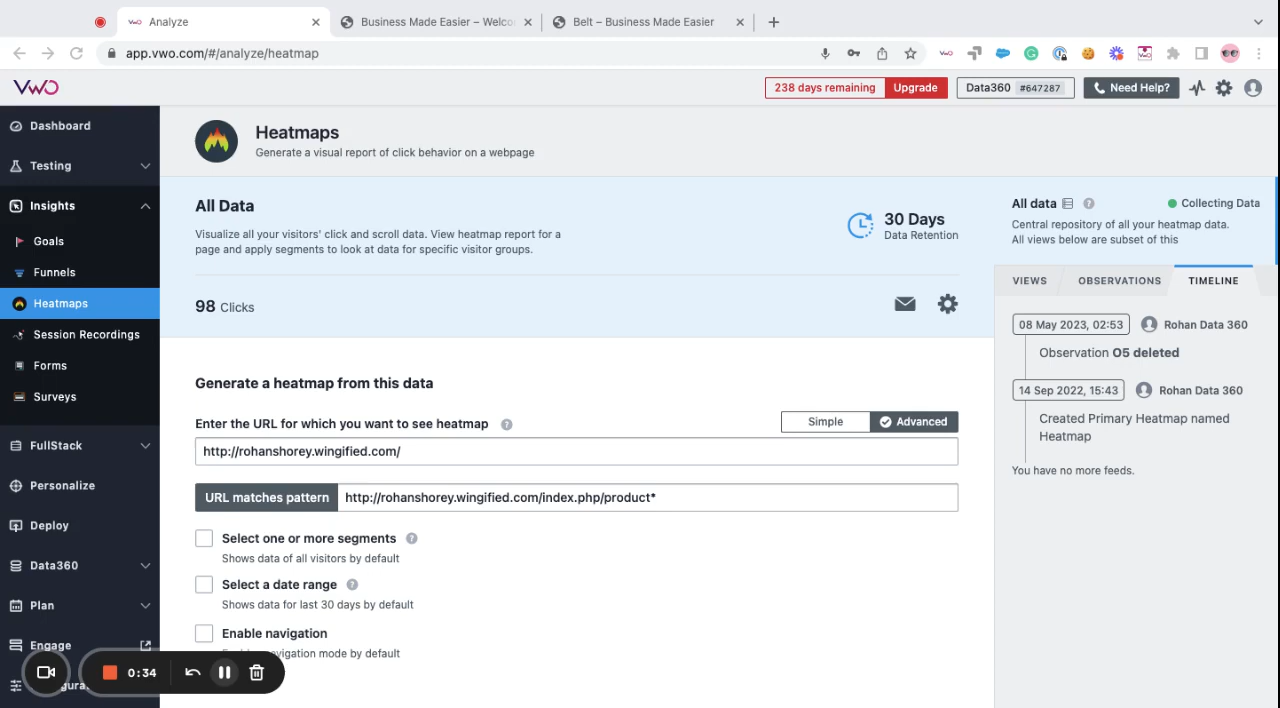 Analyze
Business Made Easier – Welco
Belt – Business Made Easier
app.vwo.com/#/analyze/heatmap
VWO
238 days remaining
Upgrade
Data360 #647287
Need Help?
Dashboard
Testing
Insights
Goals
Funnels
Heatmaps
Session Recordings
Forms
Surveys
FullStack
Personalize
Deploy
Data360
Plan
Engage
Heatmaps
Generate a visual report of click behavior on a webpage
All Data
Visualize all your visitors' click and scroll data. View heatmap report for a
page and apply segments to look at data for specific visitor groups.
30 Days
Data Retention
98 Clicks
Generate a heatmap from this data
Enter the URL for which you want to see heatmap
Simple
Advanced
http://rohanshorey.wingified.com/
URL matches pattern
http://rohanshorey.wingified.com/index.php/product*
Select one or more segments
Shows data of all visitors by default
Select a date range
Shows data for last 30 days by default
Enable navigation
navigation mode by default
0:34
All data
Collecting Data
Central repository of all your heatmap data.
All views below are subset of this
VIEWS
OBSERVATIONS
TIMELINE
08 May 2023, 02:53
Rohan Data 360
Observation O5 deleted
14 Sep 2022, 15:43
Rohan Data 360
Created Primary Heatmap named
Heatmap
You have no more feeds.